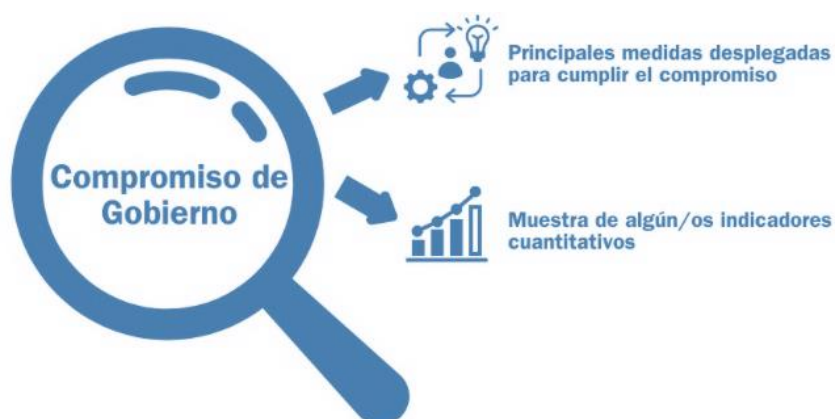 Compromiso de
Gobierno
Principales medidas desplegadas
para cumplir el compromiso
Muestra de algún/os indicadores
cuantitativos